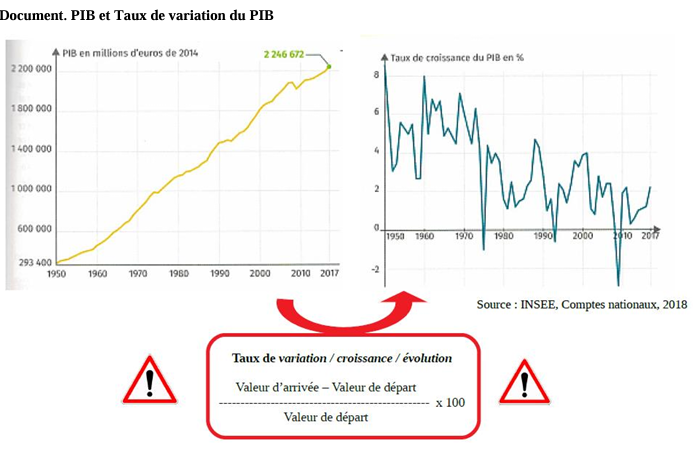 Document. PIB et Taux de variation du PIB
PIB en millions d'euros de 2014
2 246 672
2 200 000
1 800 000
1 400 000
1 000 000
600 000
293 400
1950 1960 1970 1980 1990 2000 2010 2017
Taux de croissance du PIB en %
8
6
4
2
0
-2
1950 1960 1970 1980 1990 2000 2010 2017
Source : INSEE, Comptes nationaux, 2018
Taux de variation / croissance / évolution
Valeur d'arrivée – Valeur de départ
x 100
Valeur de départ
!
!